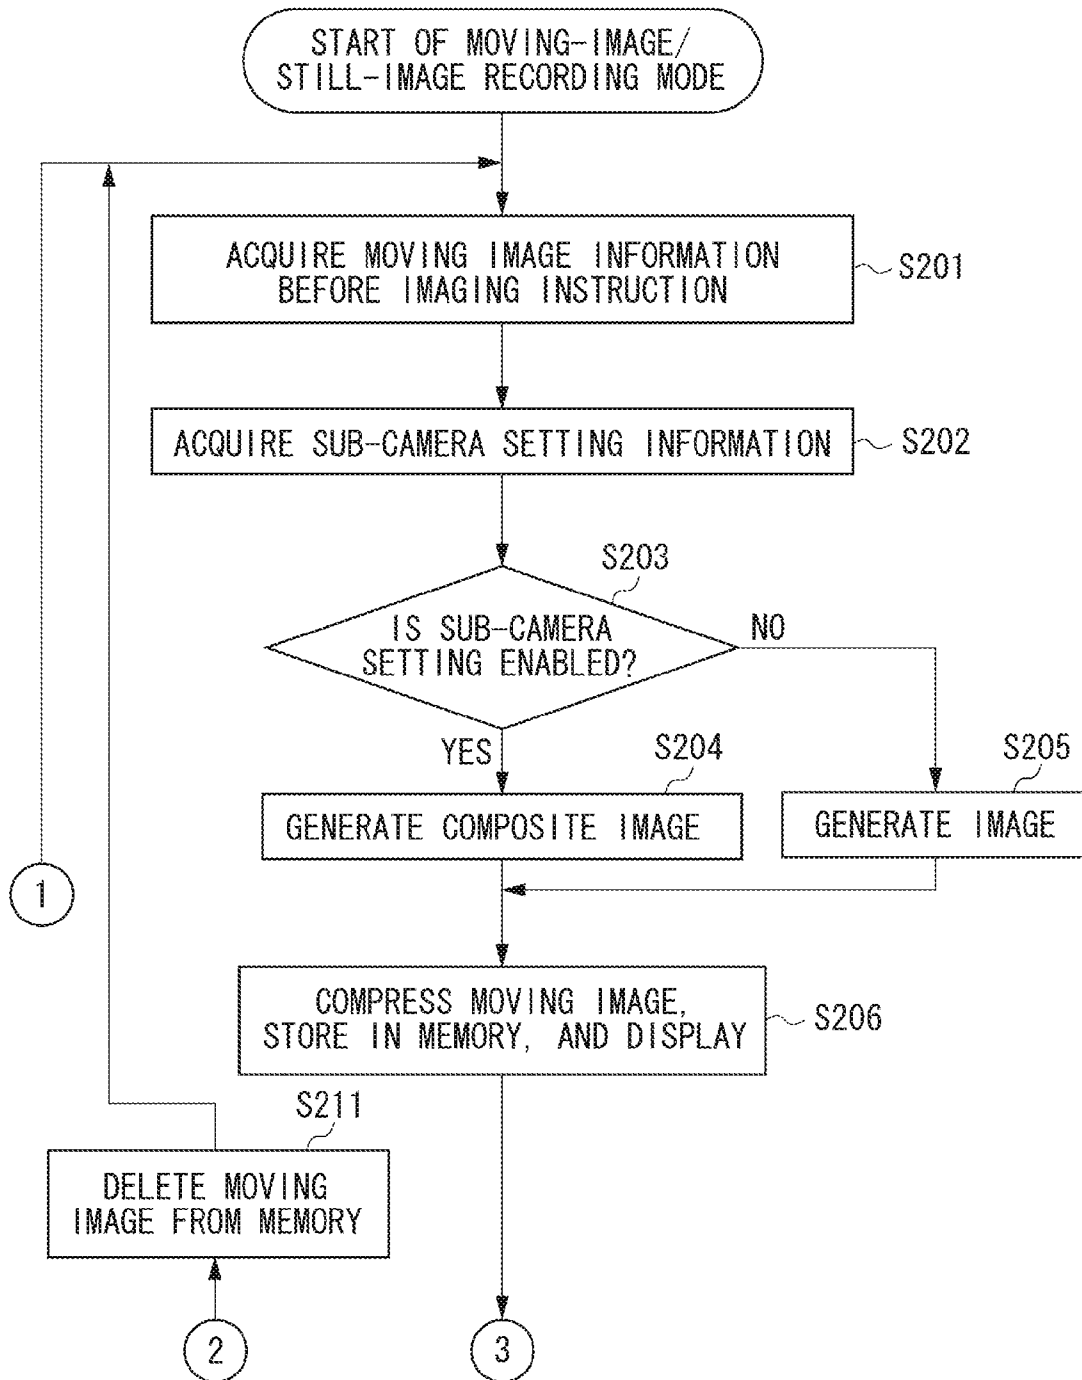 START OF MOVING-IMAGE/
STILL-IMAGE RECORDING MODE
ACQUIRE MOVING IMAGE INFORMATION
BEFORE IMAGING INSTRUCTION
S201
ACQUIRE SUB-CAMERA SETTING INFORMATION
S202
S203
IS SUB-CAMERA
SETTING ENABLED?
NO
YES
S204
S205
GENERATE COMPOSITE IMAGE
GENERATE IMAGE
1
COMPRESS MOVING IMAGE,
STORE IN MEMORY, AND DISPLAY
S206
S211
DELETE MOVING
IMAGE FROM MEMORY
2
3